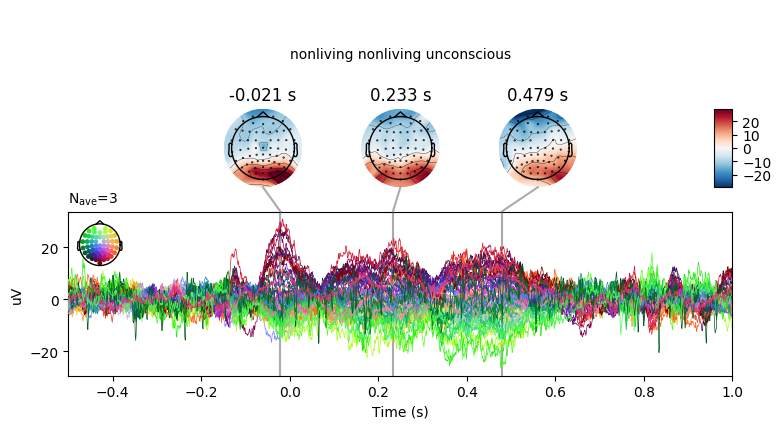 nonliving nonliving unconscious
-0.021 s 0.233 s 0.479 s
20
10
0
−10
−20
Nave=3
20
0
−20
uV
−0.4 −0.2 0.0 0.2 0.4 0.6 0.8 1.0
Time (s)